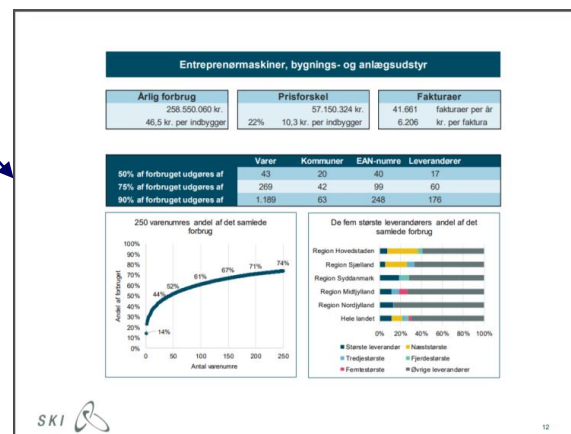 Entreprenørmaskiner, bygnings- og anlægsudstyr
Årlig forbrug
258.550.060 kr.
46,5 kr. per indbygger
Prisforskel
57.150.324 kr.
22% 10,3 kr. per indbygger
Fakturaer
41.661 fakturaer per år
6.206 kr. per faktura
Varer Kommuner EAN-numre Leverandører
50% af forbruget udgøres af 43 20 40 17
75% af forbruget udgøres af 269 42 99 60
90% af forbruget udgøres af 1.189 63 248 176
250 varenumres andel af det samlede
forbrug
100%
90%
80%
70%
60%
50%
40%
30%
20%
10%
0%
Andel af forbruget
14%
44%
52%
61%
67%
71%
74%
0 50 100 150 200 250
Antal varenumre
De fem største leverandørers andel af det
samlede forbrug
Region Hovedstaden
Region Sjælland
Region Syddanmark
Region Midtjylland
Region Nordjylland
Hele landet
0% 20% 40% 60% 80% 100%
Største leverandør Næststørste
Tredjestørste Fjerdestørste
Femtestørste Øvrige leverandører
SKI
12